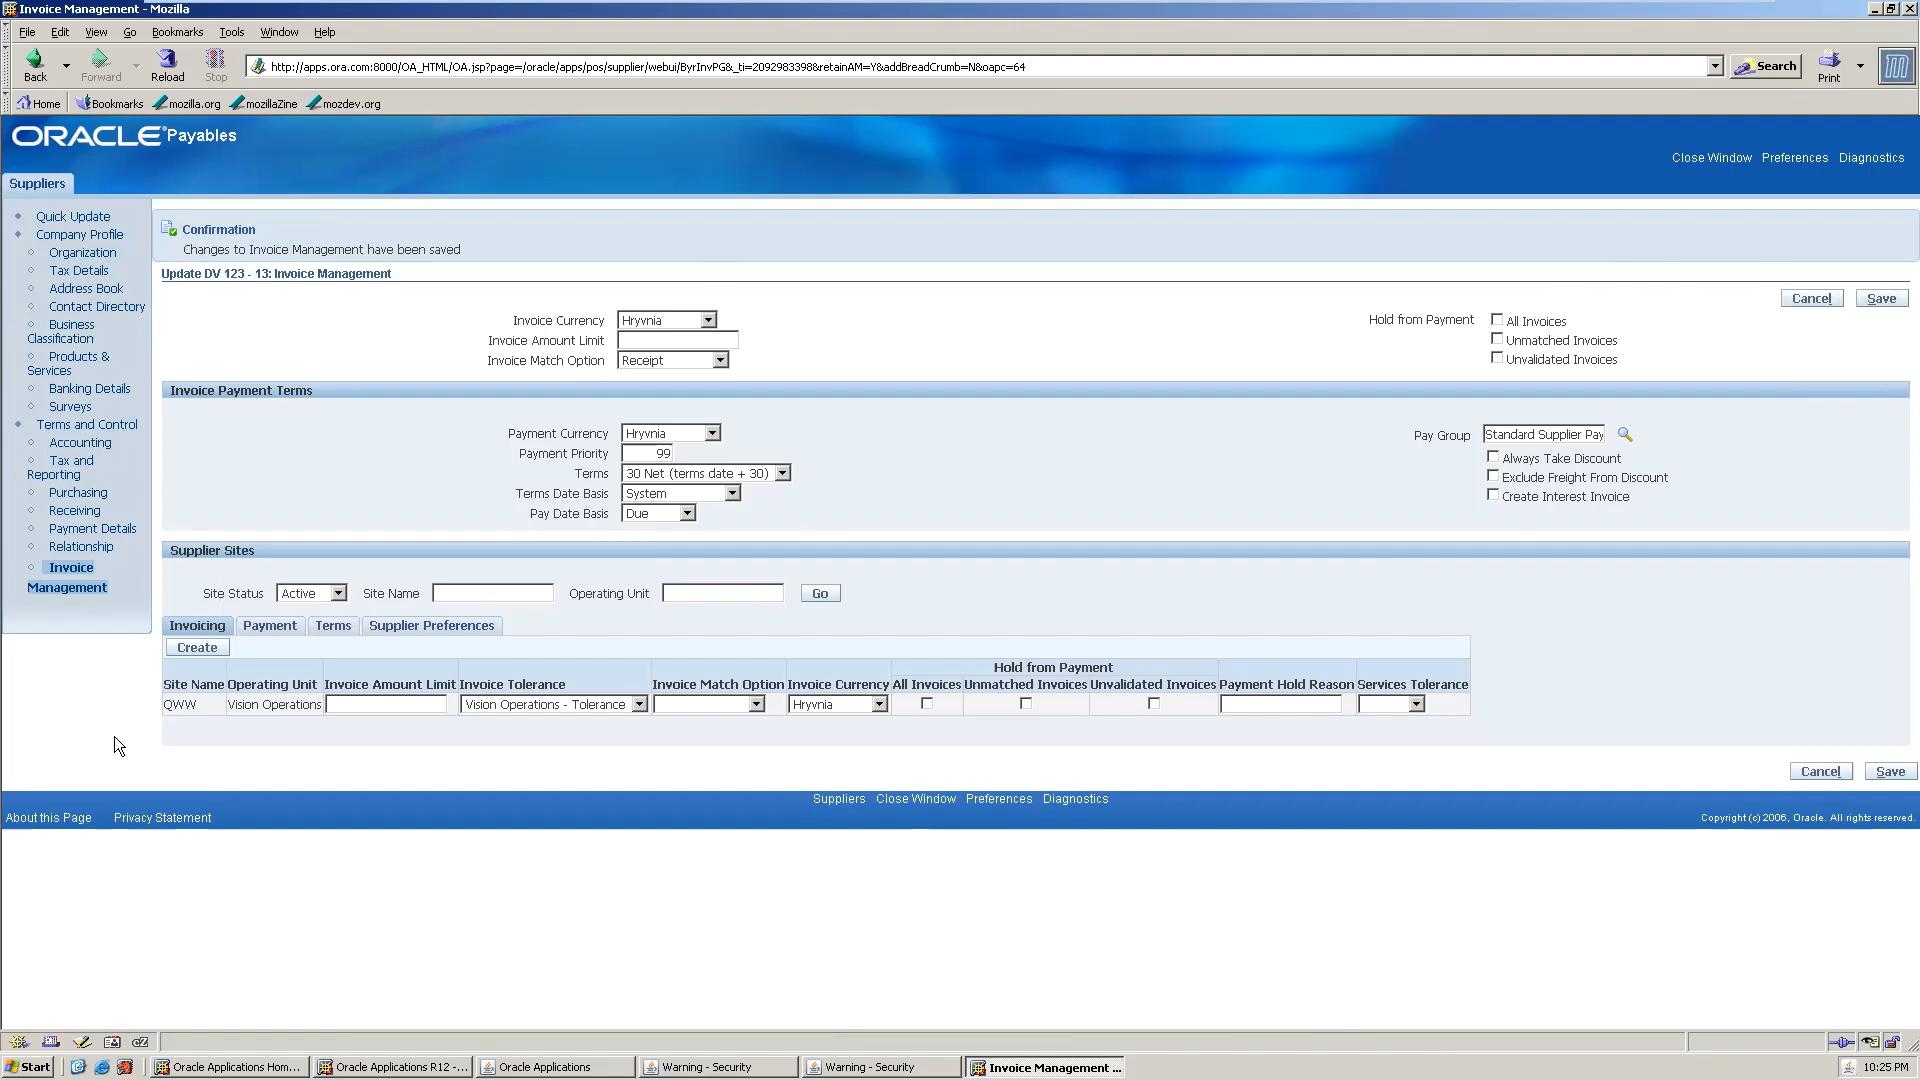 Invoice Management - Mozilla
File Edit View Go Bookmarks Tools Window Help
Back Forward Reload Stop http://apps.ora.com:8000/OA_HTML/OA.jsp?page=/oracle/apps/pos/supplier/webui/ByrInvPG&_ti=2092983398&retainAM=Y&addBreadCrumb=N&oapc=64 Search Print
Home Bookmarks mozilla.org mozillaZine mozdev.org
ORACLE Payables
Close Window Preferences Diagnostics
Suppliers
Quick Update
Company Profile
Organization
Tax Details
Address Book
Contact Directory
Business
Classification
Products &
Services
Banking Details
Surveys
Terms and Control
Accounting
Tax and
Reporting
Purchasing
Receiving
Payment Details
Relationship
Invoice
Management
Confirmation
Changes to Invoice Management have been saved
Update DV 123 - 13: Invoice Management
Cancel Save
Invoice Currency Hryvnia
Invoice Amount Limit
Invoice Match Option Receipt
Hold from Payment All Invoices
Unmatched Invoices
Unvalidated Invoices
Invoice Payment Terms
Payment Currency Hryvnia
Payment Priority 99
Terms 30 Net (terms date + 30)
Terms Date Basis System
Pay Date Basis Due
Pay Group Standard Supplier Pay
Always Take Discount
Exclude Freight From Discount
Create Interest Invoice
Supplier Sites
Site Status Active Site Name Operating Unit Go
Invoicing Payment Terms Supplier Preferences
Create
Hold from Payment
Site Name Operating Unit Invoice Amount Limit Invoice Tolerance Invoice Match Option Invoice Currency All Invoices Unmatched Invoices Unvalidated Invoices Payment Hold Reason Services Tolerance
QWW Vision Operations Vision Operations - Tolerance Hryvnia
Cancel Save
Suppliers Close Window Preferences Diagnostics
About this Page Privacy Statement Copyright (c) 2006, Oracle. All rights reserved.
Start Oracle Applications Hom... Oracle Applications R12 -... Oracle Applications Warning - Security Warning - Security Invoice Management ... 10:25 PM